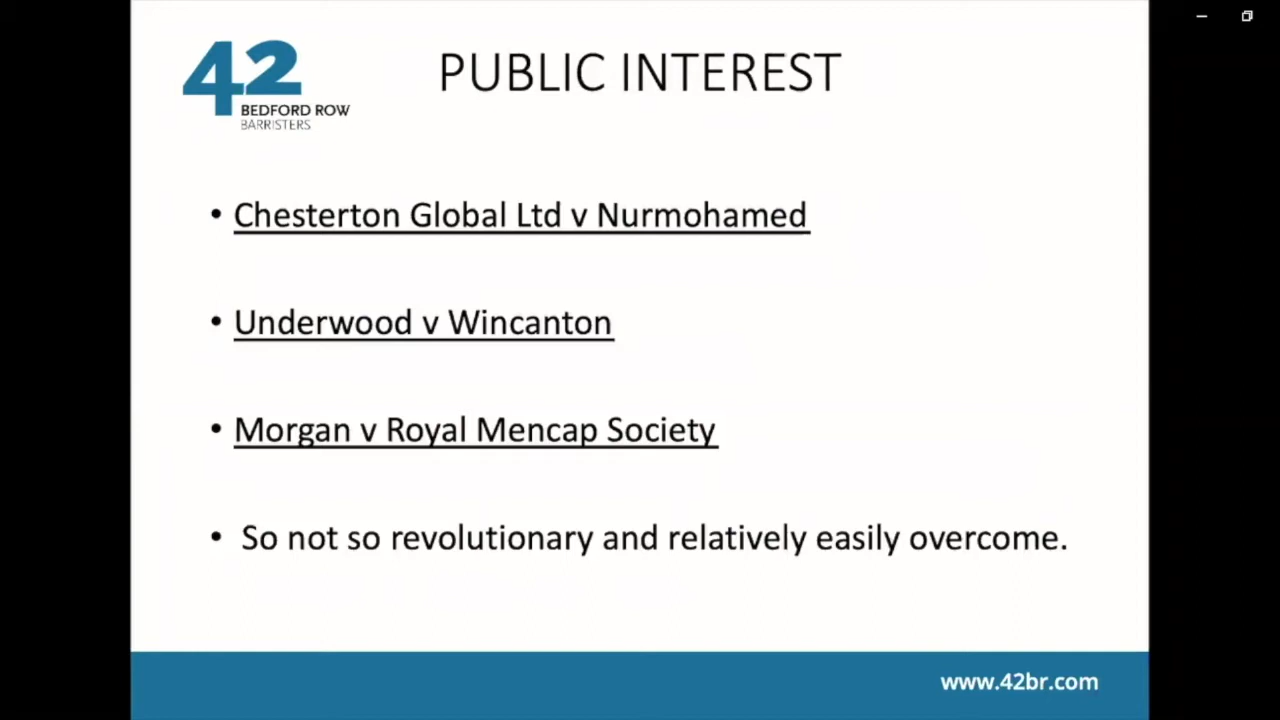 42
BEDFORD ROW
BARRISTERS
PUBLIC INTEREST
• Chesterton Global Ltd v Nurmohamed
• Underwood v Wincanton
• Morgan v Royal Mencap Society
• So not so revolutionary and relatively easily overcome.
www.42br.com